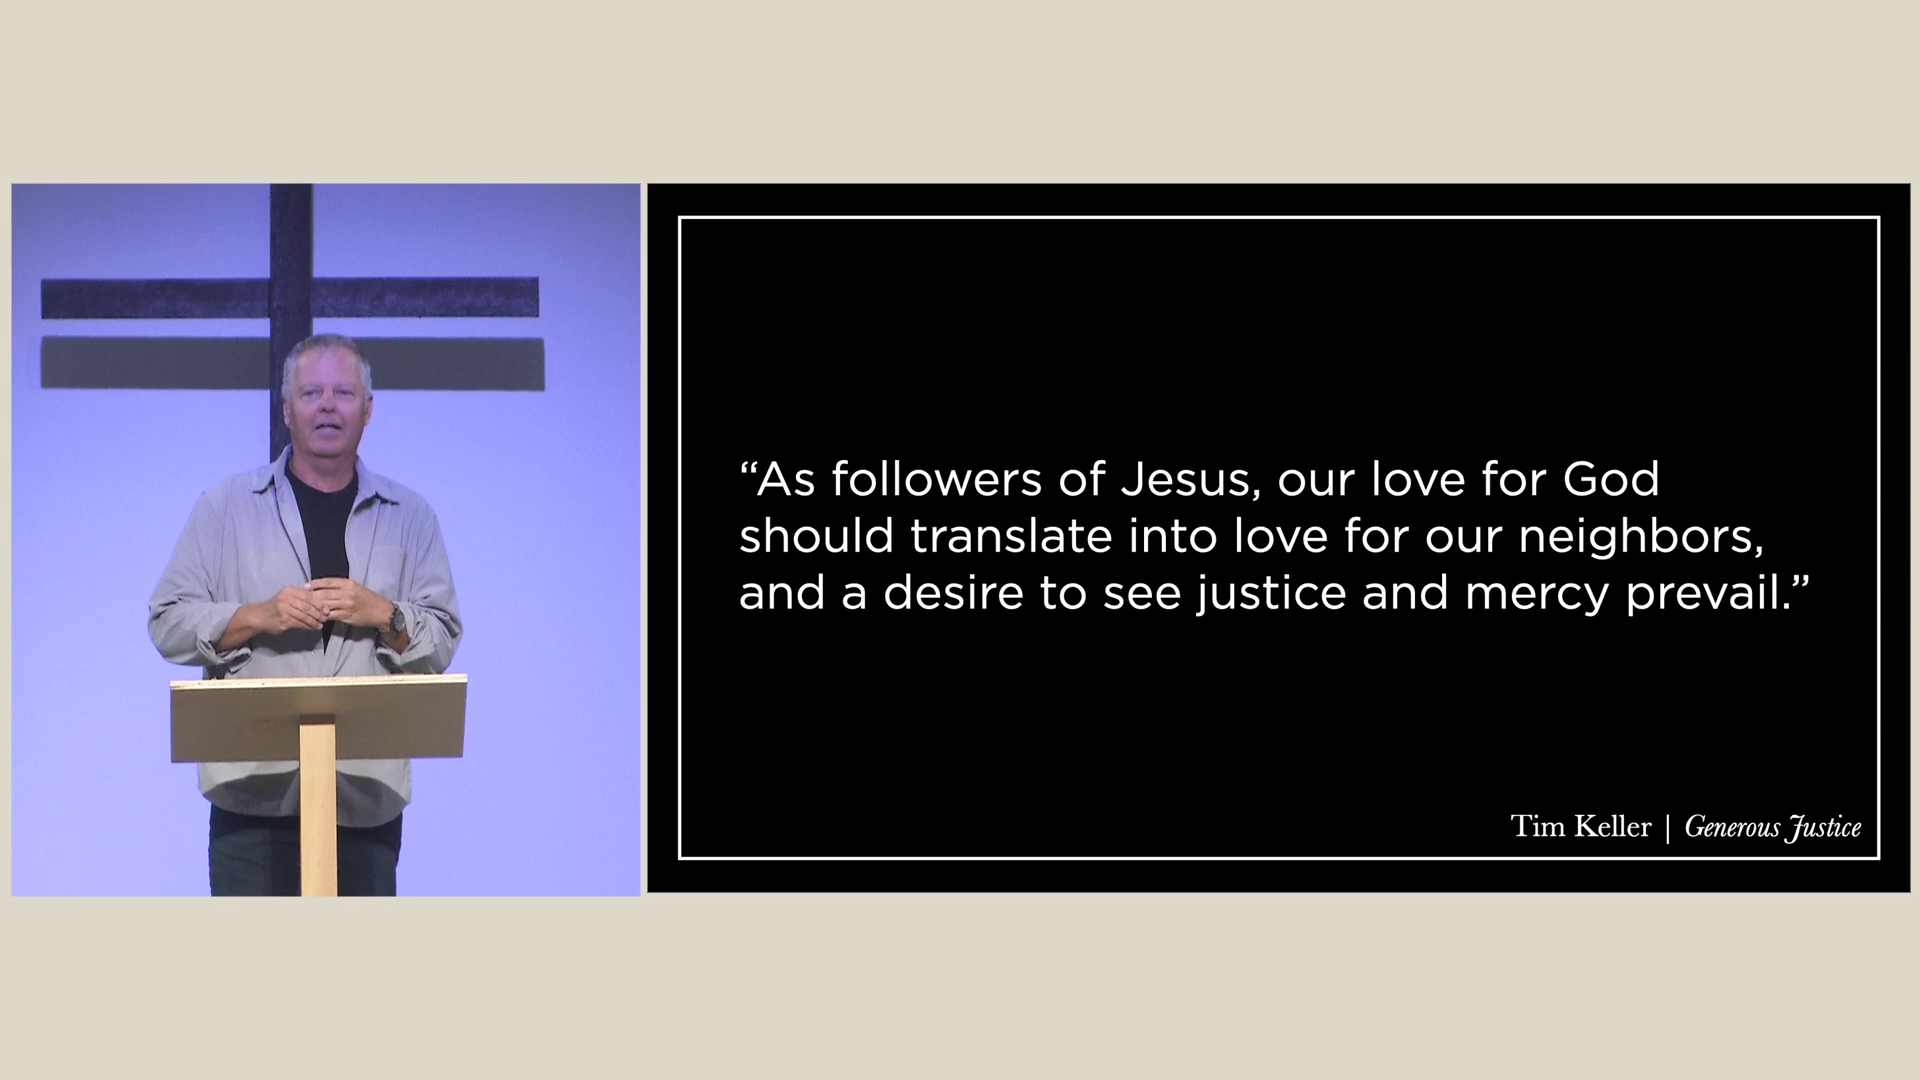 “As followers of Jesus, our love for God
should translate into love for our neighbors,
and a desire to see justice and mercy prevail.”
Tim Keller | Generous Justice